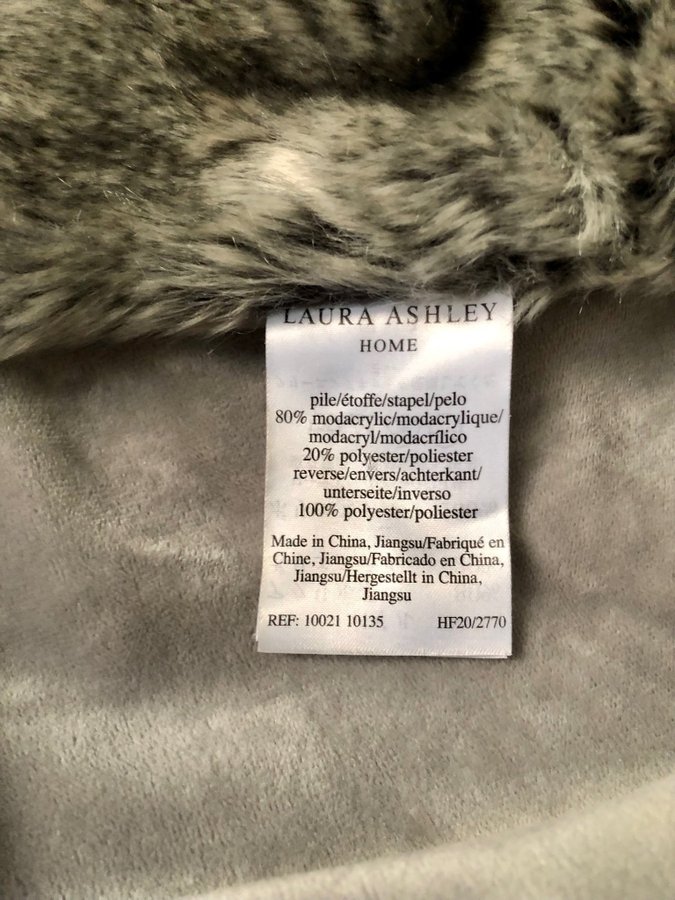 LAURA ASHLEY
HOME
pile/étoffe/stapel/pelo
80% modacrylic/modacrylique/
modacryl/modacrílico
20% polyester/poliester
reverse/envers/achterkant/
unterseite/inverso
100% polyester/poliester
Made in China, Jiangsu/Fabriqué en
Chine, Jiangsu/Fabricado en China,
Jiangsu/Hergestellt in China,
Jiangsu
REF: 10021 10135 HF20/2770